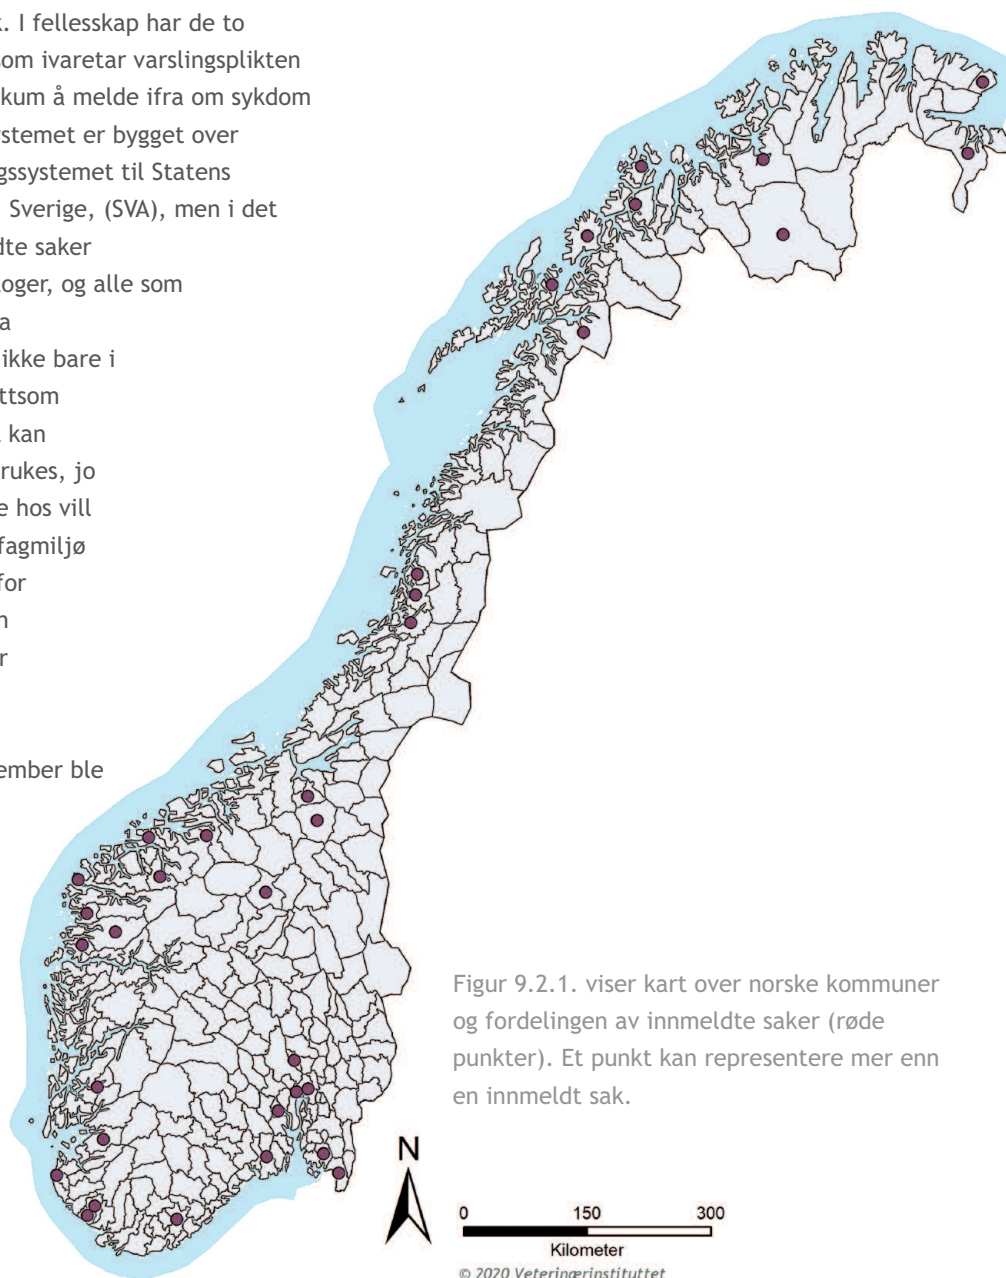 k. I fellesskap har de to
som ivaretar varslingsplikten
kum å melde ifra om sykdom
rstemet er bygget over
gssystemet til Statens
Sverige, (SVA), men i det
dte saker
loger, og alle som
a
ikke bare i
ttsom
kan
rukes, jo
e hos vill
fagmiljø
for
n
r
ember ble
Figur 9.2.1. viser kart over norske kommuner
og fordelingen av innmeldte saker (røde
punkter). Et punkt kan representere mer enn
en innmeldt sak.
N
0 150 300
Kilometer
© 2020 Veterinærinstituttet